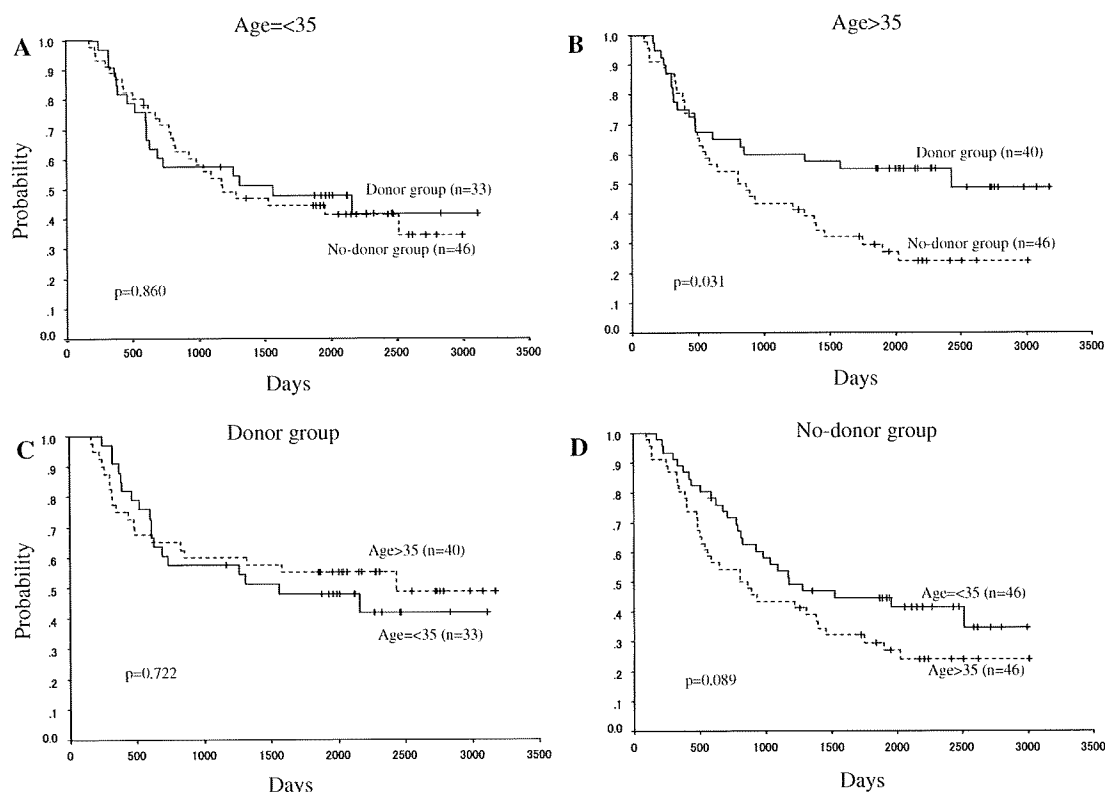 A
Age=<35
1.0
.9
.8
.7
.6
.5
.4
.3
.2
.1
0.0
Probability
Donor group (n=33)
No-donor group (n=46)
p=0.860
0 500 1000 1500 2000 2500 3000 3500
Days
B
Age>35
1.0
.9
.8
.7
.6
.5
.4
.3
.2
.1
0.0
Donor group (n=40)
No-donor group (n=46)
p=0.031
0 500 1000 1500 2000 2500 3000 3500
Days
C
Donor group
1.0
.9
.8
.7
.6
.5
.4
.3
.2
.1
0.0
Probability
Age>35 (n=40)
Age=<35 (n=33)
p=0.722
0 500 1000 1500 2000 2500 3000 3500
Days
D
No-donor group
1.0
.9
.8
.7
.6
.5
.4
.3
.2
.1
0.0
Age=<35 (n=46)
Age>35 (n=46)
p=0.089
0 500 1000 1500 2000 2500 3000 3500
Days